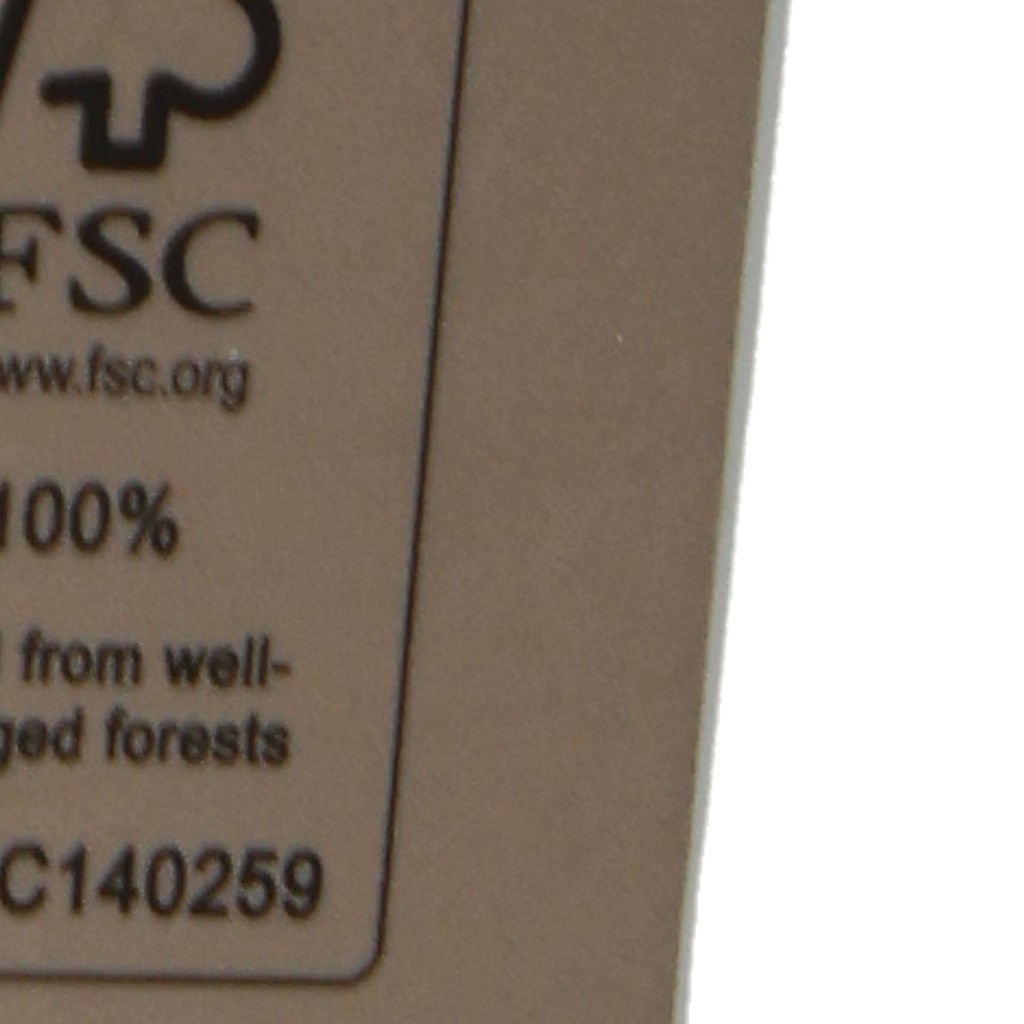 FSC
www.fsc.org
100%
from well-
ged forests
C140259